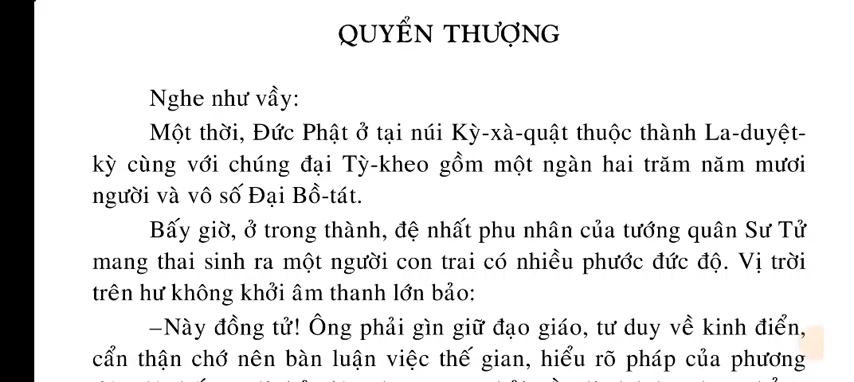 QUYỂN THƯỢNG
Nghe như vầy:
Một thời, Đức Phật ở tại núi Kỳ-xà-quật thuộc thành La-duyệt-
kỳ cùng với chúng đại Tỳ-kheo gồm một ngàn hai trăm năm mươi
người và vô số Đại Bồ-tát.
Bấy giờ, ở trong thành, đệ nhất phu nhân của tướng quân Sư Tử
mang thai sinh ra một người con trai có nhiều phước đức độ. Vị trời
trên hư không khởi âm thanh lớn bảo:
–Này đồng tử! Ông phải gìn giữ đạo giáo, tư duy về kinh điển,
cẩn thận chớ nên bàn luận việc thế gian, hiểu rõ pháp của phương